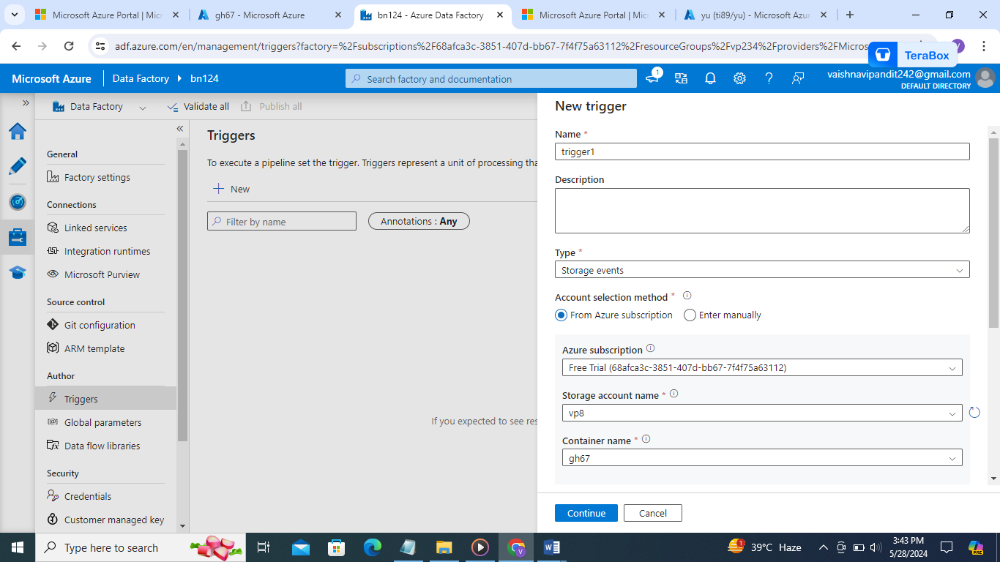 Microsoft Azure Portal | Mic
gh67 - Microsoft Azure
bn124 - Azure Data Factory
Microsoft Azure Portal | Mic
yu (ti89/yu) - Microsoft Azu
adf.azure.com/en/management/triggers?factory=%2Fsubscriptions%2F68afca3c-3851-407d-bb67-7f4f75a63112%2FresourceGroups%2Fvp234%2Fproviders%2FMicros
TeraBox
Microsoft Azure
Data Factory
bn124
Search factory and documentation
1
vaishnavipandit242@gmail.com
DEFAULT DIRECTORY
Data Factory
Validate all
Publish all
General
Factory settings
Connections
Linked services
Integration runtimes
Microsoft Purview
Source control
Git configuration
ARM template
Author
Triggers
Global parameters
Data flow libraries
Security
Credentials
Customer managed key
Triggers
To execute a pipeline set the trigger. Triggers represent a unit of processing tha
New
Filter by name
Annotations : Any
If you expected to see res
New trigger
Name *
trigger1
Description
Type *
Storage events
Account selection method *
From Azure subscription
Enter manually
Azure subscription
Free Trial (68afca3c-3851-407d-bb67-7f4f75a63112)
Storage account name *
vp8
Container name *
gh67
Continue
Cancel
Type here to search
1
39°C Haze
3:43 PM
5/28/2024
PRE